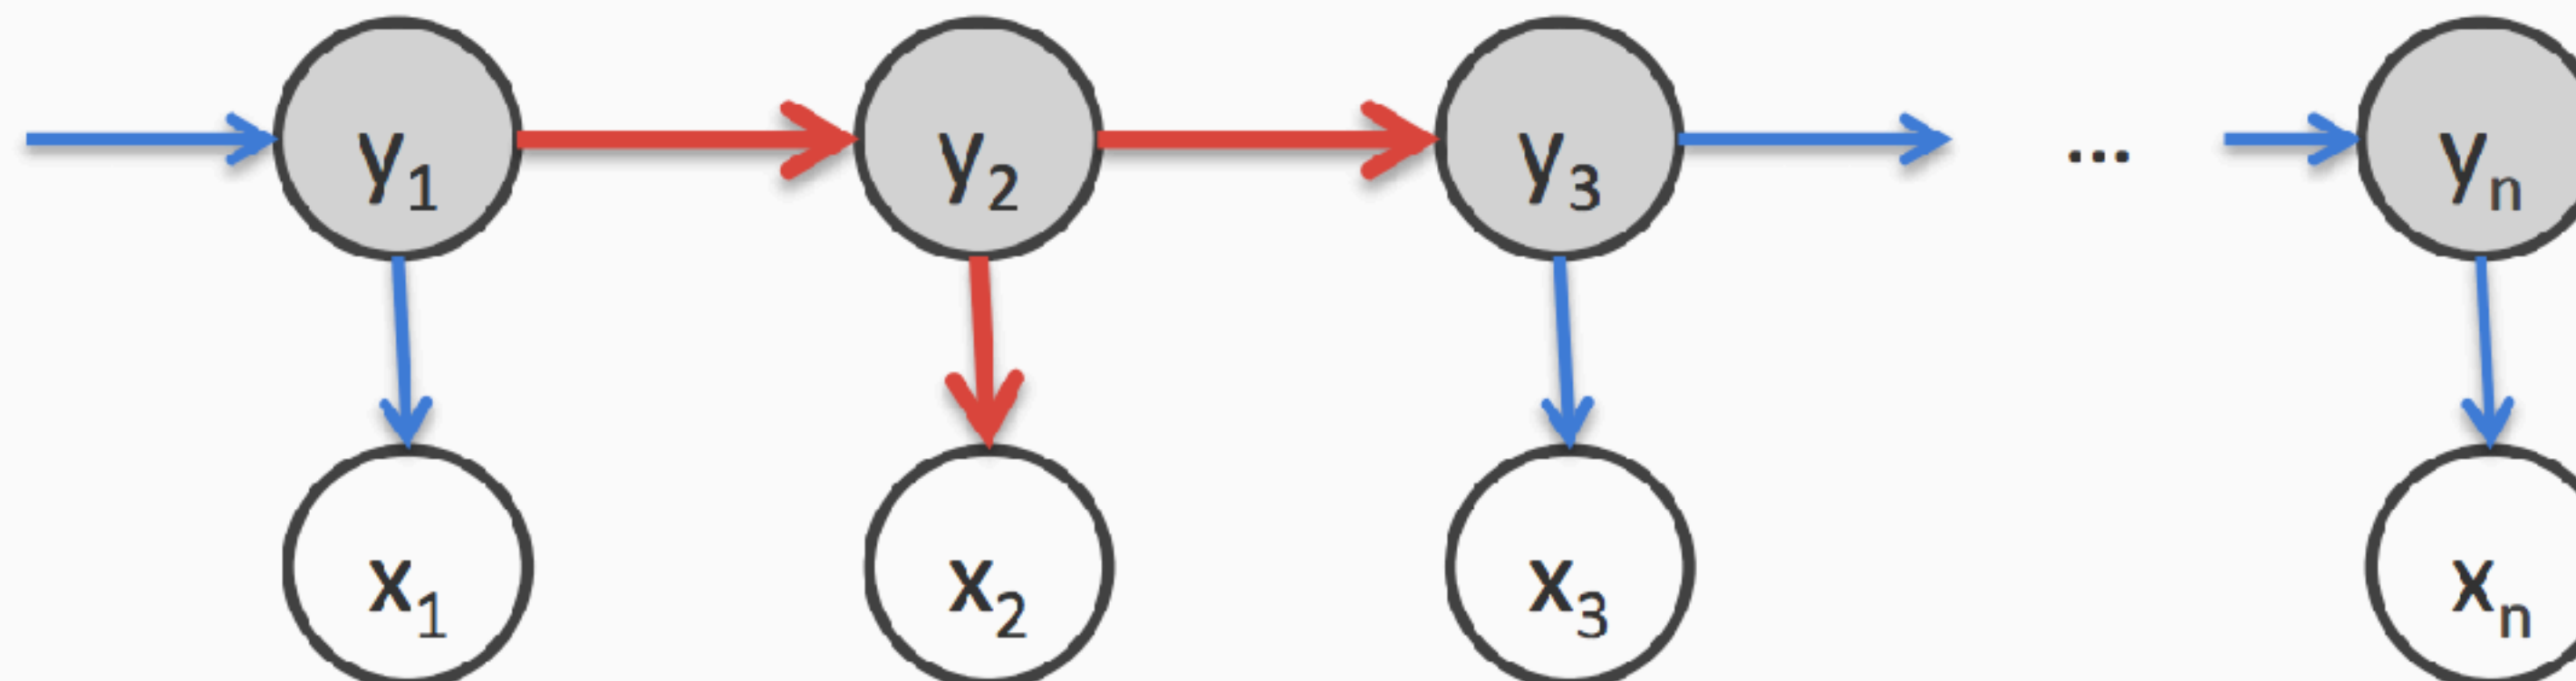 y₁ y₂ y₃ ... yₙ
x₁ x₂ x₃ xₙ